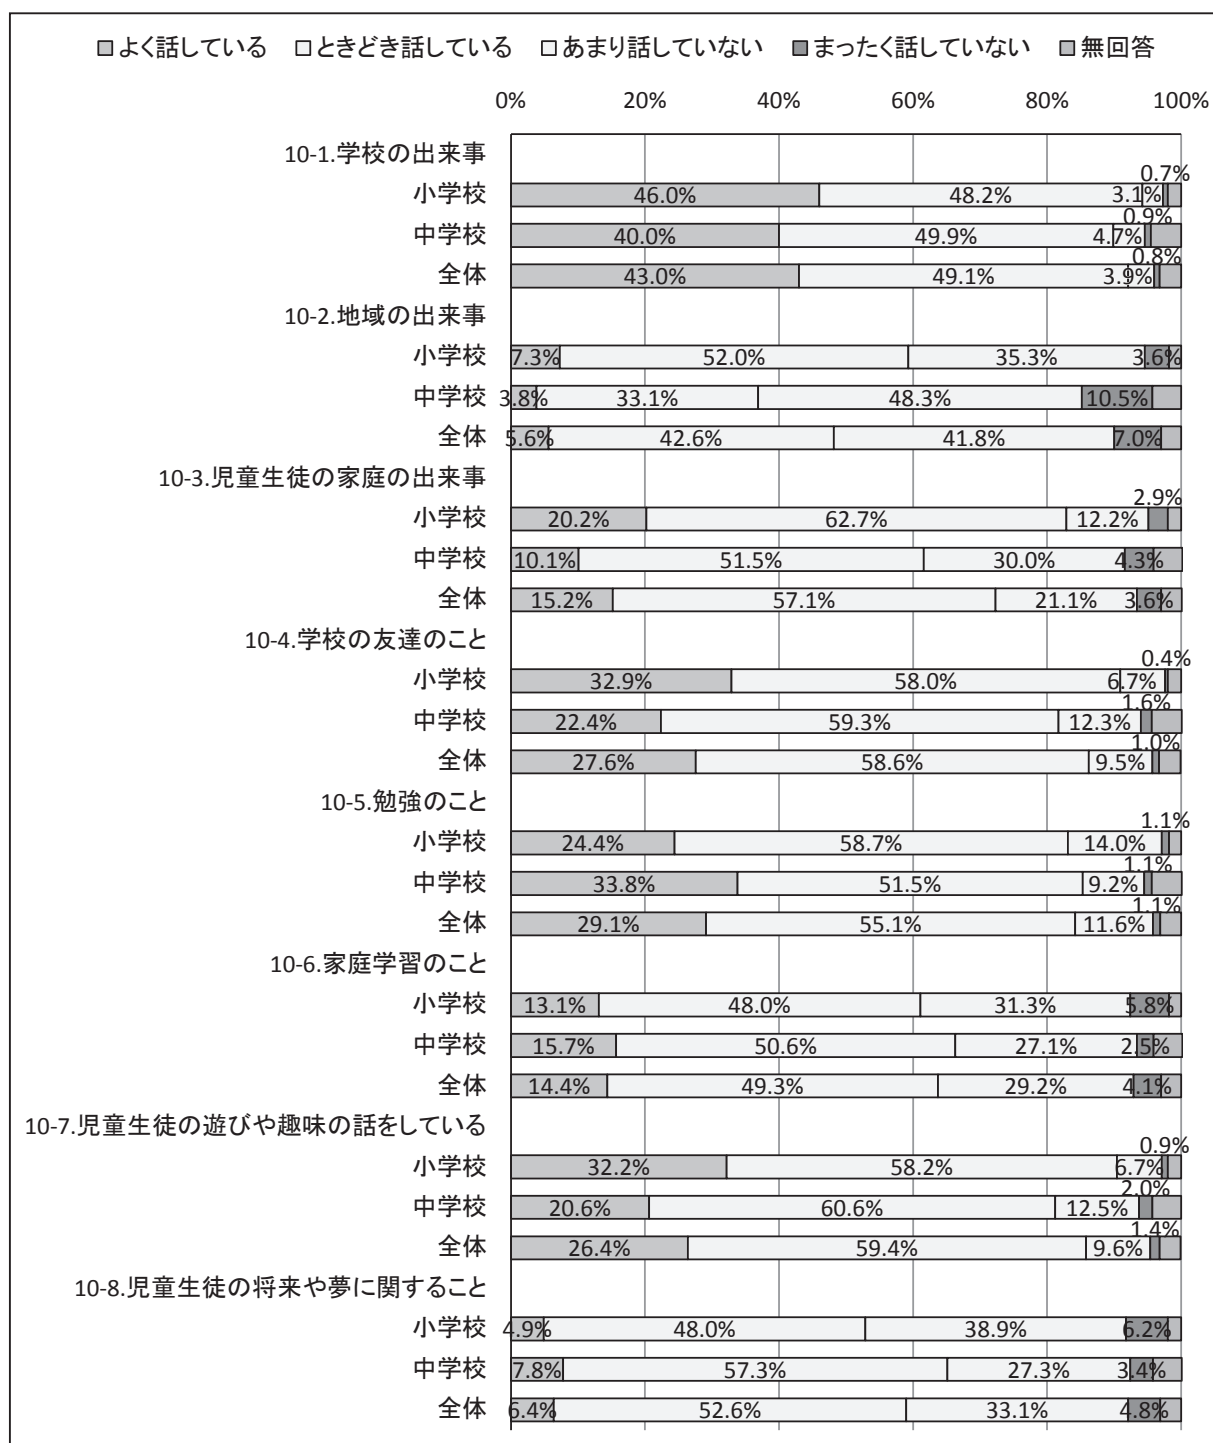 よく話している ときどき話している あまり話していない まったく話していない 無回答
0% 20% 40% 60% 80% 100%
10-1.学校の出来事
0.7%
小学校 46.0% 48.2% 3.1%
0.9%
中学校 40.0% 49.9% 4.7%
0.8%
全体 43.0% 49.1% 3.9%
10-2.地域の出来事
小学校 7.3% 52.0% 35.3% 3.6%
中学校 3.8% 33.1% 48.3% 10.5%
全体 5.6% 42.6% 41.8% 7.0%
10-3.児童生徒の家庭の出来事
2.9%
小学校 20.2% 62.7% 12.2%
中学校 10.1% 51.5% 30.0% 4.3%
全体 15.2% 57.1% 21.1% 3.6%
10-4.学校の友達のこと
0.4%
小学校 32.9% 58.0% 6.7%
1.6%
中学校 22.4% 59.3% 12.3%
1.0%
全体 27.6% 58.6% 9.5%
10-5.勉強のこと
1.1%
小学校 24.4% 58.7% 14.0%
1.1%
中学校 33.8% 51.5% 9.2%
1.1%
全体 29.1% 55.1% 11.6%
10-6.家庭学習のこと
小学校 13.1% 48.0% 31.3% 5.8%
中学校 15.7% 50.6% 27.1% 2.5%
全体 14.4% 49.3% 29.2% 4.1%
10-7.児童生徒の遊びや趣味の話をしている
0.9%
小学校 32.2% 58.2% 6.7%
2.0%
中学校 20.6% 60.6% 12.5%
1.4%
全体 26.4% 59.4% 9.6%
10-8.児童生徒の将来や夢に関すること
小学校 4.9% 48.0% 38.9% 6.2%
中学校 7.8% 57.3% 27.3% 3.4%
全体 6.4% 52.6% 33.1% 4.8%